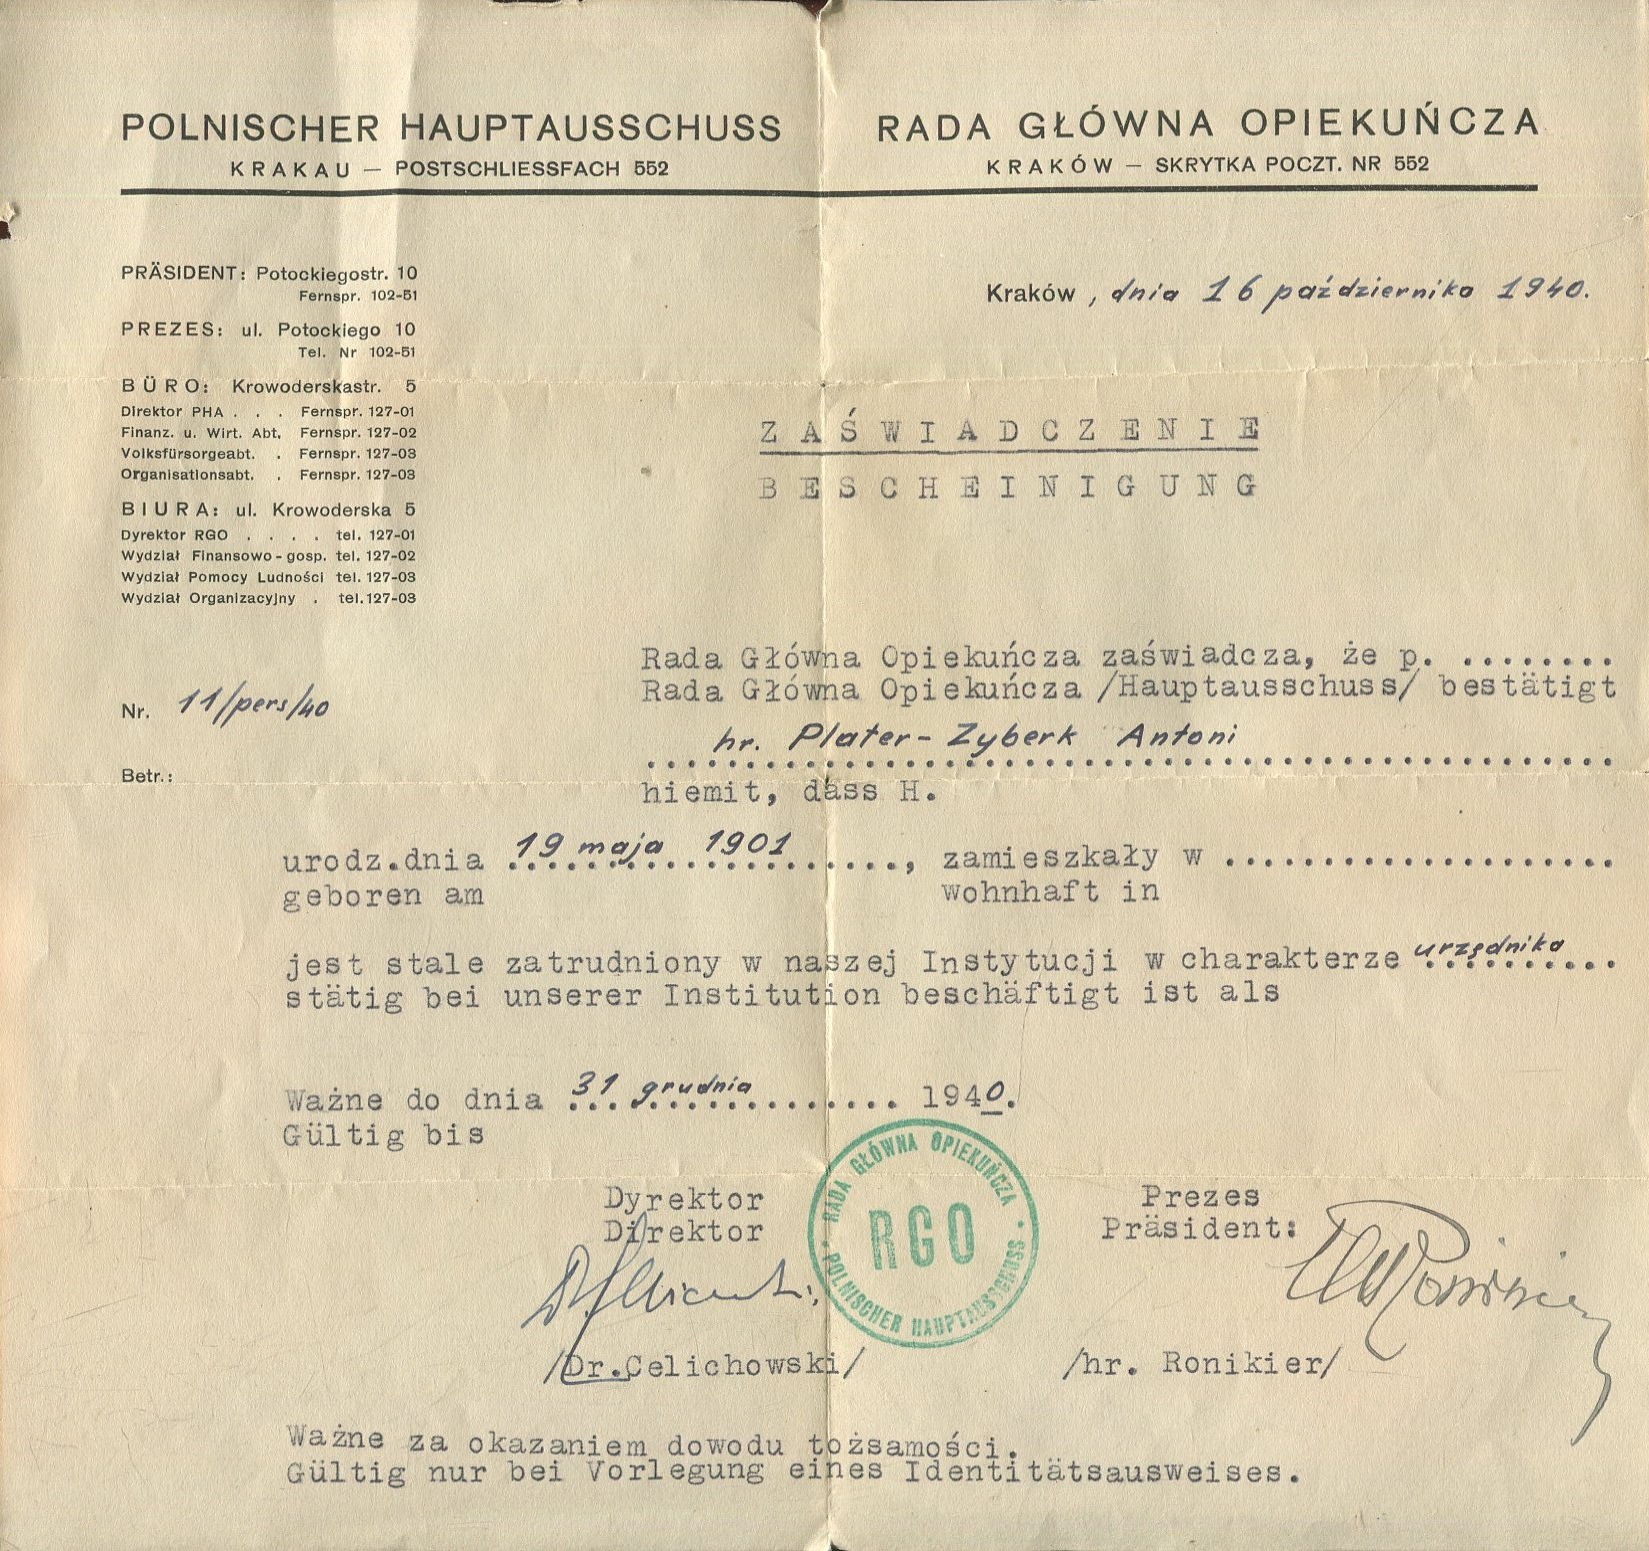 POLNISCHER HAUPTAUSSCHUSS
KRAKAU — POSTSCHLIESSFACH 552
RADA GŁÓWNA OPIEKUŃCZA
KRAKÓW — SKRYTKA POCZT. NR 552
PRÄSIDENT: Potockiegostr. 10
Fernspr. 102-51
PREZES: ul. Potockiego 10
Tel. Nr 102-51
BÜRO: Krowoderskastr. 5
Direktor PHA . . . Fernspr. 127-01
Finanz. u. Wirt. Abt. Fernspr. 127-02
Volksfürsorgeabt. . Fernspr. 127-03
Organisationsabt. . Fernspr. 127-03
BIURA: ul. Krowoderska 5
Dyrektor RGO . . . . tel. 127-01
Wydział Finansowo-gosp. tel. 127-02
Wydział Pomocy Ludności tel. 127-03
Wydział Organizacyjny . tel. 127-03
Kraków, dnia 16 października 1940.
ZAŚWIADCZENIE
BESCHEINIGUNG
Nr. 11/pers/40
Betr.:
Rada Główna Opiekuńcza zaświadcza, że p. ........
Rada Główna Opiekuńcza /Hauptausschuss/ bestätigt
hr. Plater-Zyberk Antoni
hiemit, dass H.
urodz.dnia 19 maja 1901, zamieszkały w ....................
geboren am wohnhaft in
jest stale zatrudniony w naszej Instytucji w charakterze urzędnika
stätig bei unserer Institution beschäftigt ist als
Ważne do dnia 31 grudnia 1940.
Gültig bis
Dyrektor
Direktor
Prezes
Präsident:
RADA GŁÓWNA OPIEKUŃCZA
RGO
POLNISCHER HAUPTAUSSCHUSS
/Dr.Celichowski/
/hr. Ronikier/
Ważne za okazaniem dowodu tożsamości.
Gültig nur bei Vorlegung eines Identitätsausweises.